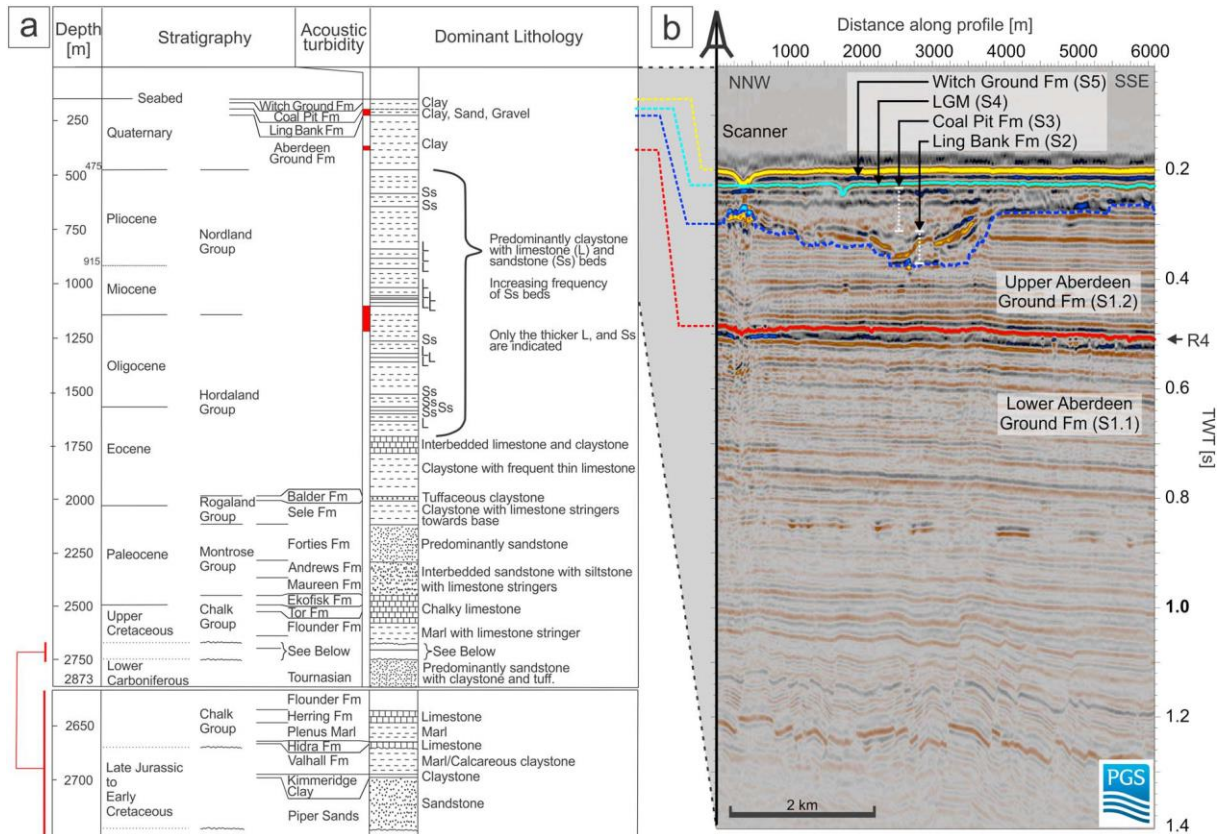 a
Depth
[m]
Stratigraphy
Acoustic
turbidity
Dominant Lithology
Seabed
250
475
500
750
915
1000
1250
1500
1750
2000
2250
2500
2750
2873
2650
2700
Quaternary
Pliocene
Miocene
Oligocene
Eocene
Paleocene
Upper
Cretaceous
Lower
Carboniferous
Late Jurassic
to
Early
Cretaceous
Nordland
Group
Hordaland
Group
Rogaland
Group
Montrose
Group
Chalk
Group
Chalk
Group
Witch Ground Fm
Coal Pit Fm
Ling Bank Fm
Aberdeen
Ground Fm
Balder Fm
Sele Fm
Forties Fm
Andrews Fm
Maureen Fm
Ekofisk Fm
Tor Fm
Flounder Fm
See Below
Tournasian
Flounder Fm
Herring Fm
Plenus Marl
Hidra Fm
Valhall Fm
Kimmeridge
Clay
Piper Sands
Clay
Clay, Sand, Gravel
Clay
Ss
Ss
L
L
L
L
L
L
L
L
Ss
L
L
L
Ss
Ss
Ss
Ss
L
Predominantly claystone
with limestone (L) and
sandstone (Ss) beds
Increasing frequency
of Ss beds
Only the thicker L, and Ss
are indicated
Interbedded limestone and claystone
Claystone with frequent thin limestone
Tuffaceous claystone
Claystone with limestone stringers
towards base
Predominantly sandstone
Interbedded sandstone with siltstone
with limestone stringers
Chalky limestone
Marl with limestone stringer
See Below
Predominantly sandstone
with claystone and tuff.
Limestone
Marl
Limestone
Marl/Calcareous claystone
Claystone
Sandstone
b
Distance along profile [m]
1000 2000 3000 4000 5000 6000
NNW
SSE
Witch Ground Fm (S5)
LGM (S4)
Coal Pit Fm (S3)
Ling Bank Fm (S2)
Scanner
Upper Aberdeen
Ground Fm (S1.2)
R4
Lower Aberdeen
Ground Fm (S1.1)
0.2
0.4
0.6
0.8
1.0
1.2
1.4
TWT [s]
2 km
PGS